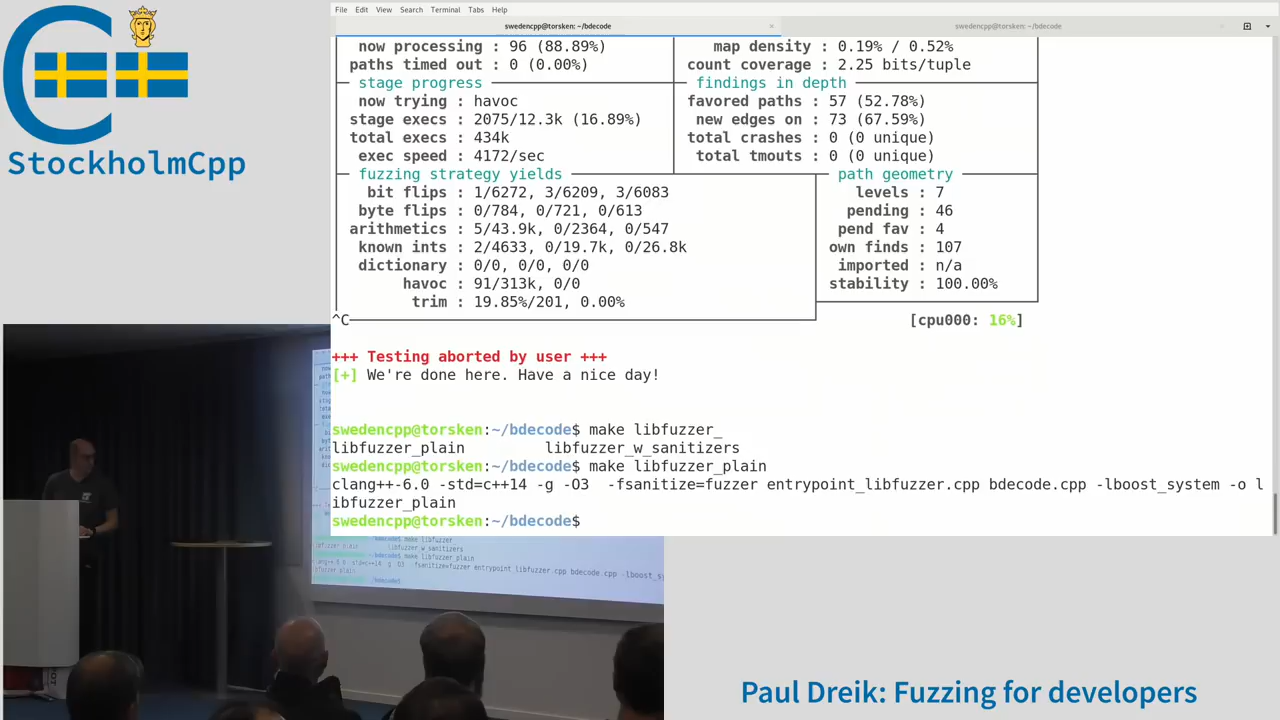 StockholmCpp
File Edit View Search Terminal Tabs Help
swedencpp@torsken: ~/bdecode × swedencpp@torsken: ~/bdecode
now processing : 96 (88.89%) map density : 0.19% / 0.52%
paths timed out : 0 (0.00%) count coverage : 2.25 bits/tuple
stage progress findings in depth
now trying : havoc favored paths : 57 (52.78%)
stage execs : 2075/12.3k (16.89%) new edges on : 73 (67.59%)
total execs : 434k total crashes : 0 (0 unique)
exec speed : 4172/sec total tmouts : 0 (0 unique)
fuzzing strategy yields path geometry
bit flips : 1/6272, 3/6209, 3/6083 levels : 7
byte flips : 0/784, 0/721, 0/613 pending : 46
arithmetics : 5/43.9k, 0/2364, 0/547 pend fav : 4
known ints : 2/4633, 0/19.7k, 0/26.8k own finds : 107
dictionary : 0/0, 0/0, 0/0 imported : n/a
havoc : 91/313k, 0/0 stability : 100.00%
trim : 19.85%/201, 0.00%
^C [cpu000: 16%]
+++ Testing aborted by user +++
[+] We're done here. Have a nice day!
swedencpp@torsken:~/bdecode$ make libfuzzer_
libfuzzer_plain libfuzzer_w_sanitizers
swedencpp@torsken:~/bdecode$ make libfuzzer_plain
clang++-6.0 -std=c++14 -g -O3 -fsanitize=fuzzer entrypoint_libfuzzer.cpp bdecode.cpp -lboost_system -o l
ibfuzzer_plain
swedencpp@torsken:~/bdecode$
Paul Dreik: Fuzzing for developers